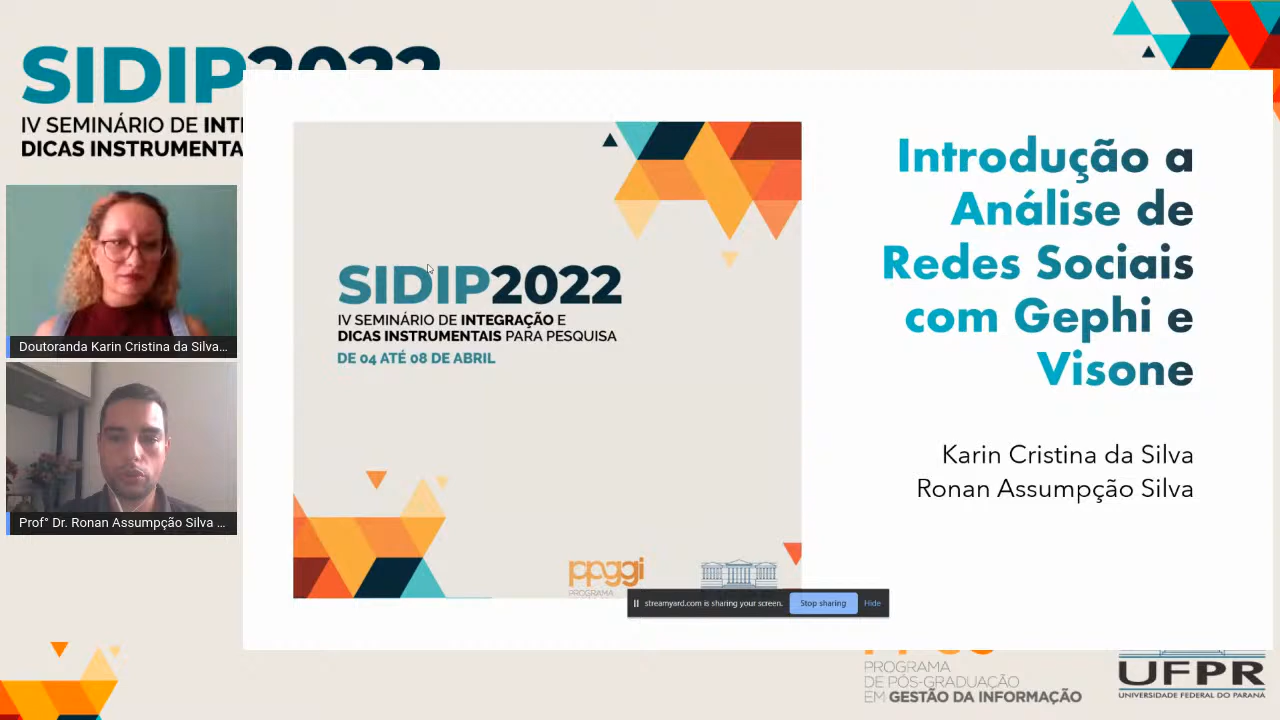 SIDIP2022
IV SEMINÁRIO DE INT
DICAS INSTRUMENTA
Doutoranda Karin Cristina da Silva...
Prof° Dr. Ronan Assumpção Silva ...
SIDIP2022
IV SEMINÁRIO DE INTEGRAÇÃO E
DICAS INSTRUMENTAIS PARA PESQUISA
DE 04 ATÉ 08 DE ABRIL
ppggi
PROGRAMA
Introdução a
Análise de
Redes Sociais
com Gephi e
Visone
Karin Cristina da Silva
Ronan Assumpção Silva
streamyard.com is sharing your screen.
Stop sharing
Hide
PROGRAMA
DE PÓS-GRADUAÇÃO
EM GESTÃO DA INFORMAÇÃO
UFPR
UNIVERSIDADE FEDERAL DO PARANÁ